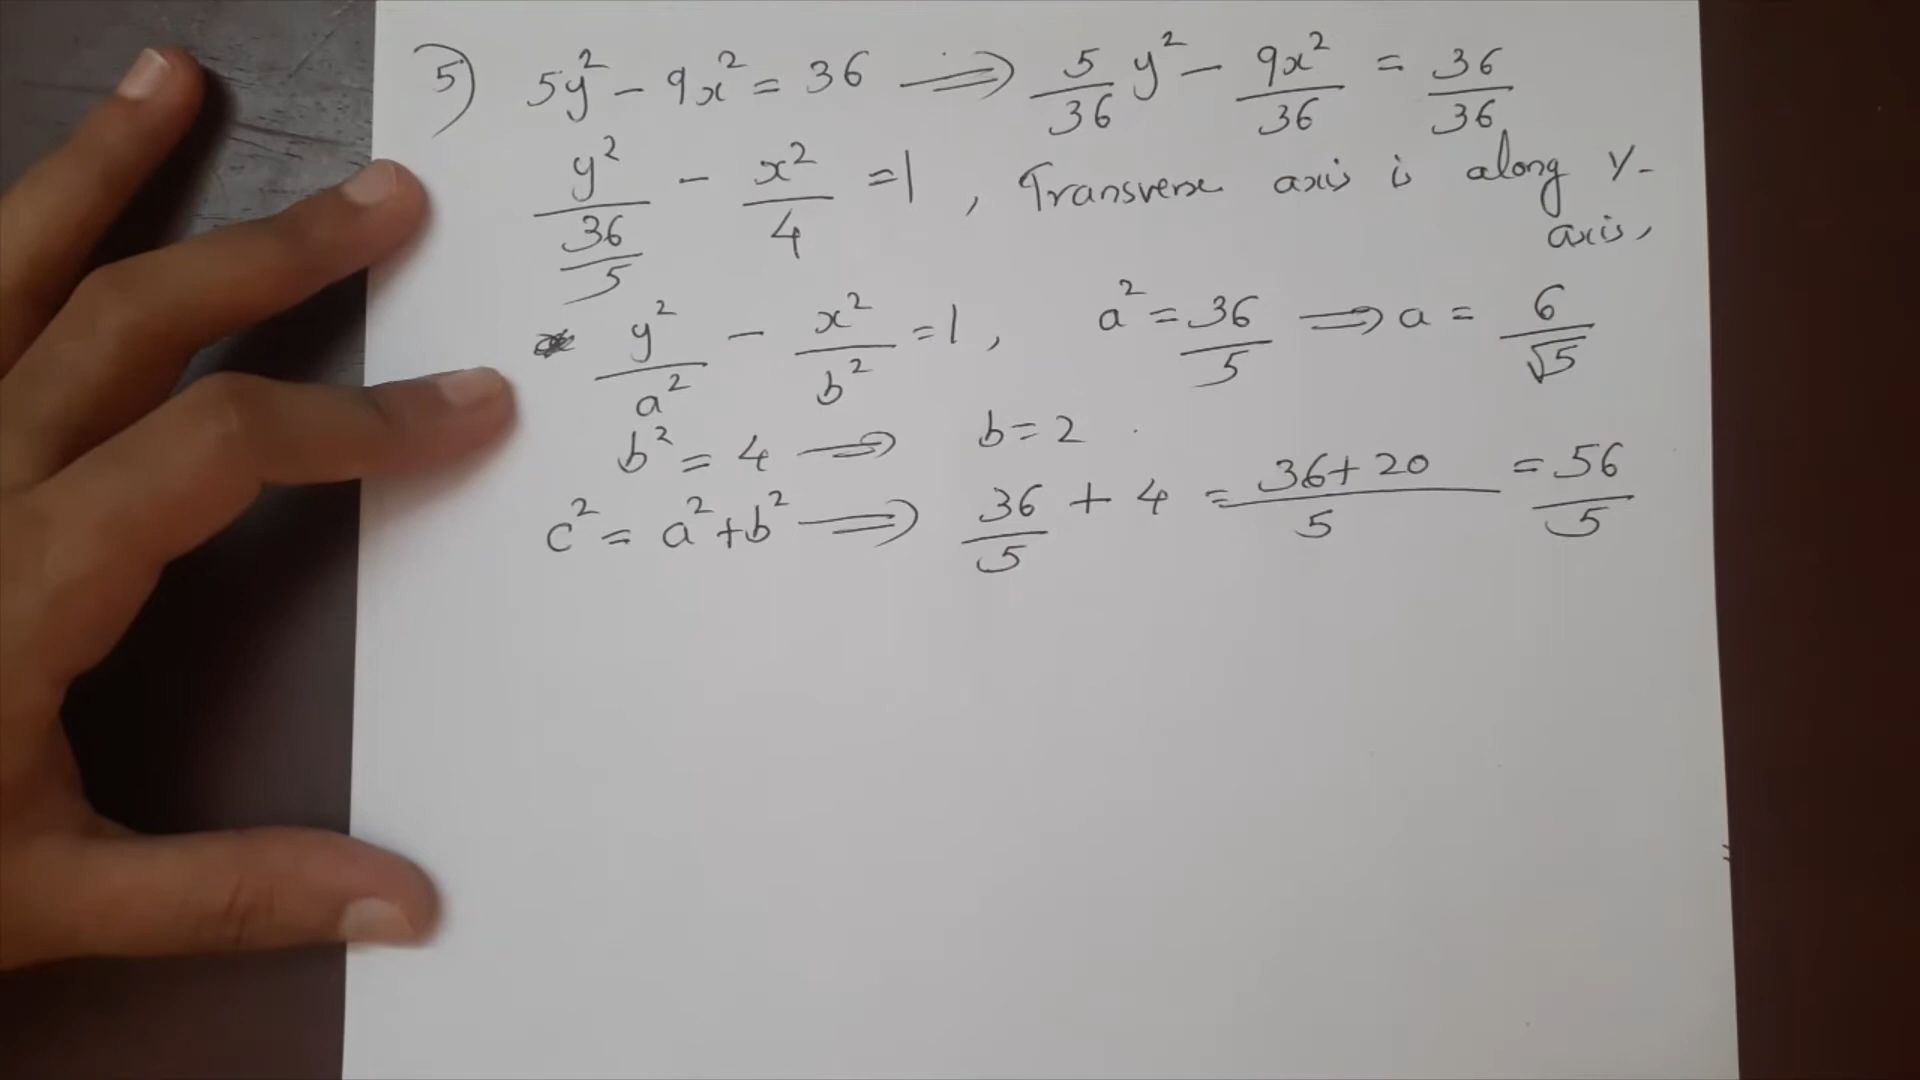 5) 5y² - 9x² = 36 ⟹ 5/36 y² - 9x²/36 = 36/36
y²/(36/5) - x²/4 = 1, Transverse axis is along Y-
axis,
y²/a² - x²/b² = 1, a² = 36/5 ⟹ a = 6/√5
b² = 4 ⟹ b = 2
c² = a² + b² ⟹ 36/5 + 4 = (36+20)/5 = 56/5